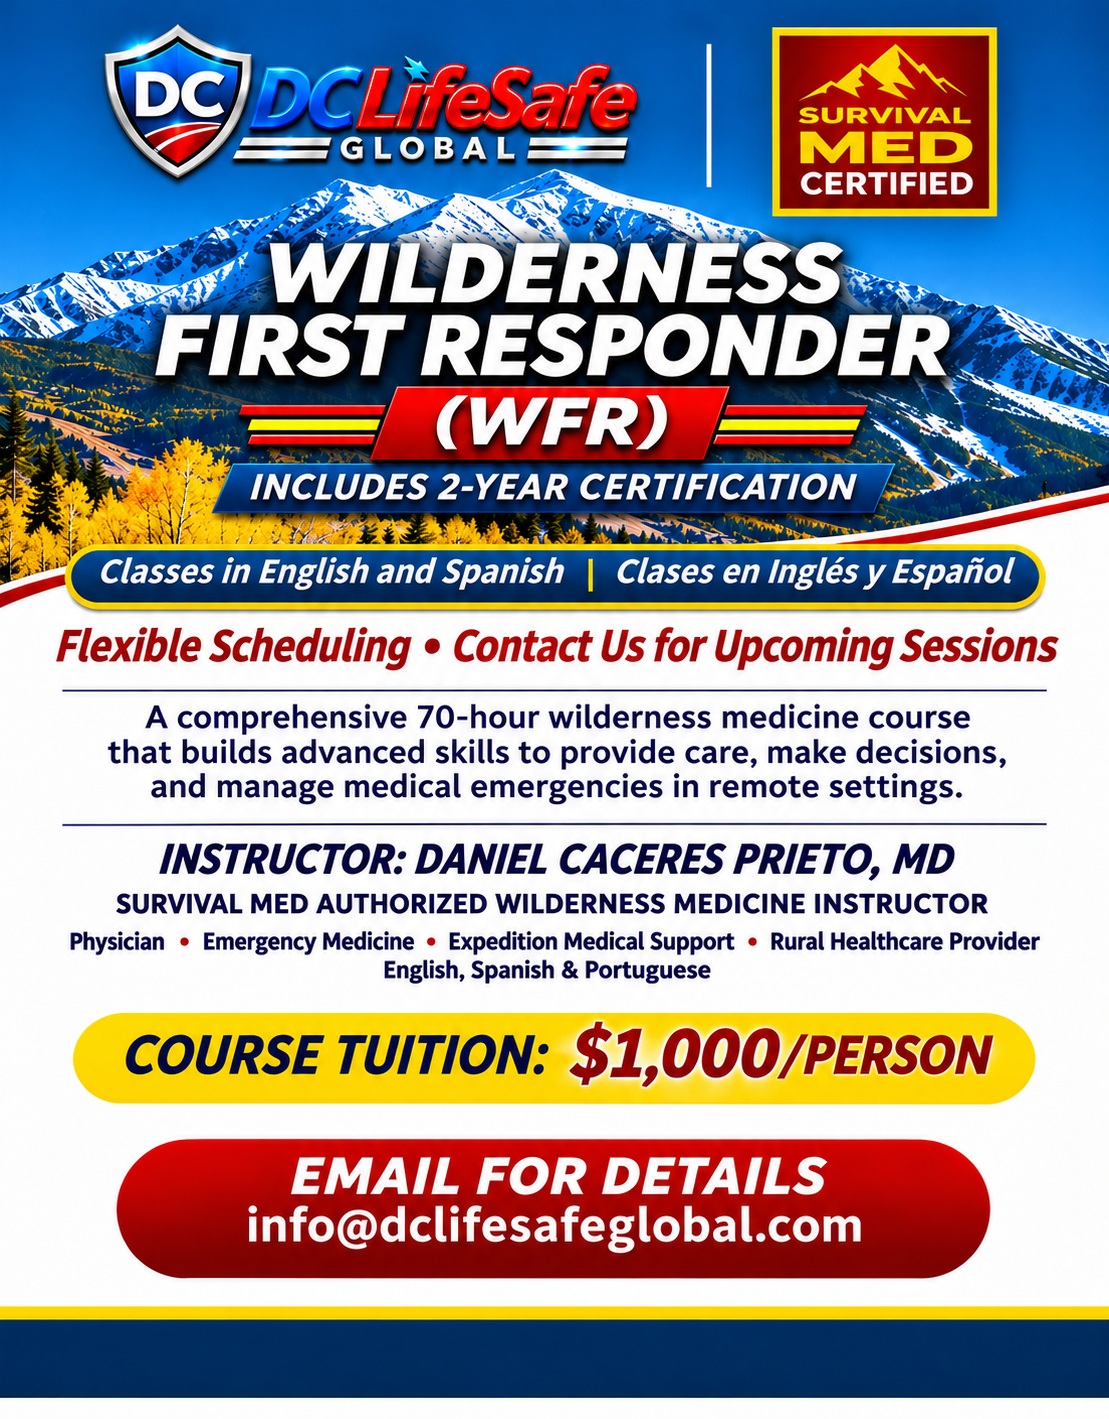 DC DC LifeSafe
GLOBAL
SURVIVAL
MED
CERTIFIED
WILDERNESS
FIRST RESPONDER
(WFR)
INCLUDES 2-YEAR CERTIFICATION
Classes in English and Spanish | Clases en Inglés y Español
Flexible Scheduling • Contact Us for Upcoming Sessions
A comprehensive 70-hour wilderness medicine course
that builds advanced skills to provide care, make decisions,
and manage medical emergencies in remote settings.
INSTRUCTOR: DANIEL CACERES PRIETO, MD
SURVIVAL MED AUTHORIZED WILDERNESS MEDICINE INSTRUCTOR
Physician • Emergency Medicine • Expedition Medical Support • Rural Healthcare Provider
English, Spanish & Portuguese
COURSE TUITION: $1,000/PERSON
EMAIL FOR DETAILS
info@dclifesafeglobal.com